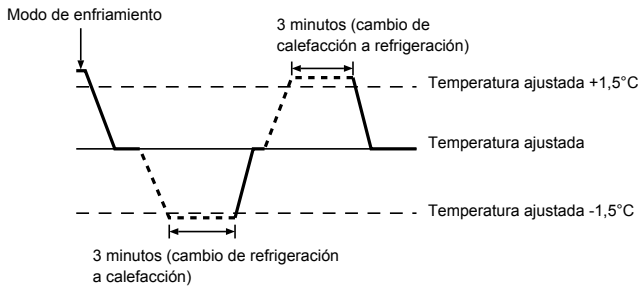 Modo de enfriamiento
3 minutos (cambio de
calefacción a refrigeración)
Temperatura ajustada +1,5°C
Temperatura ajustada
Temperatura ajustada -1,5°C
3 minutos (cambio de refrigeración
a calefacción)